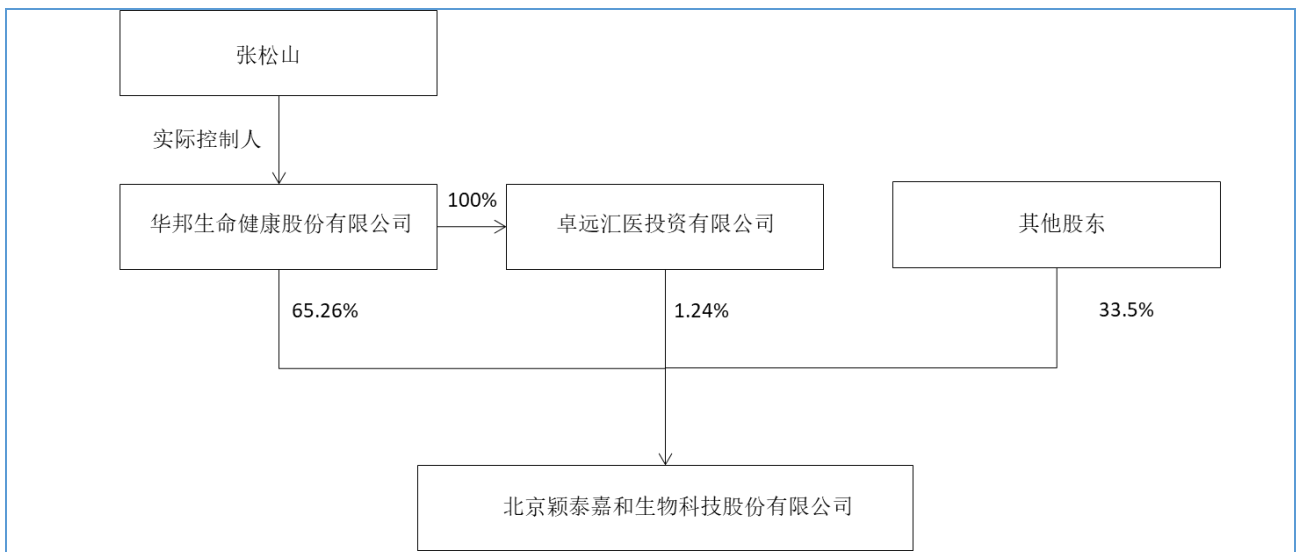 张松山
实际控制人
华邦生命健康股份有限公司
100%
卓远汇医投资有限公司
其他股东
65.26%
1.24%
33.5%
北京颖泰嘉和生物科技股份有限公司